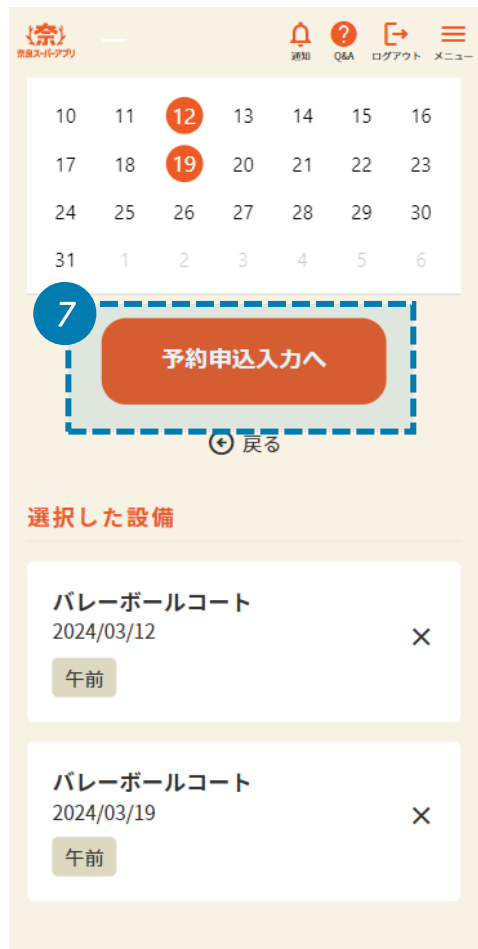 奈
奈良スーパーアプリ
通知 Q&A ログアウト メニュー
10 11 12 13 14 15 16
17 18 19 20 21 22 23
24 25 26 27 28 29 30
31 1 2 3 4 5 6
7
予約申込入力へ
戻る
選択した設備
バレーボールコート
2024/03/12
午前
バレーボールコート
2024/03/19
午前